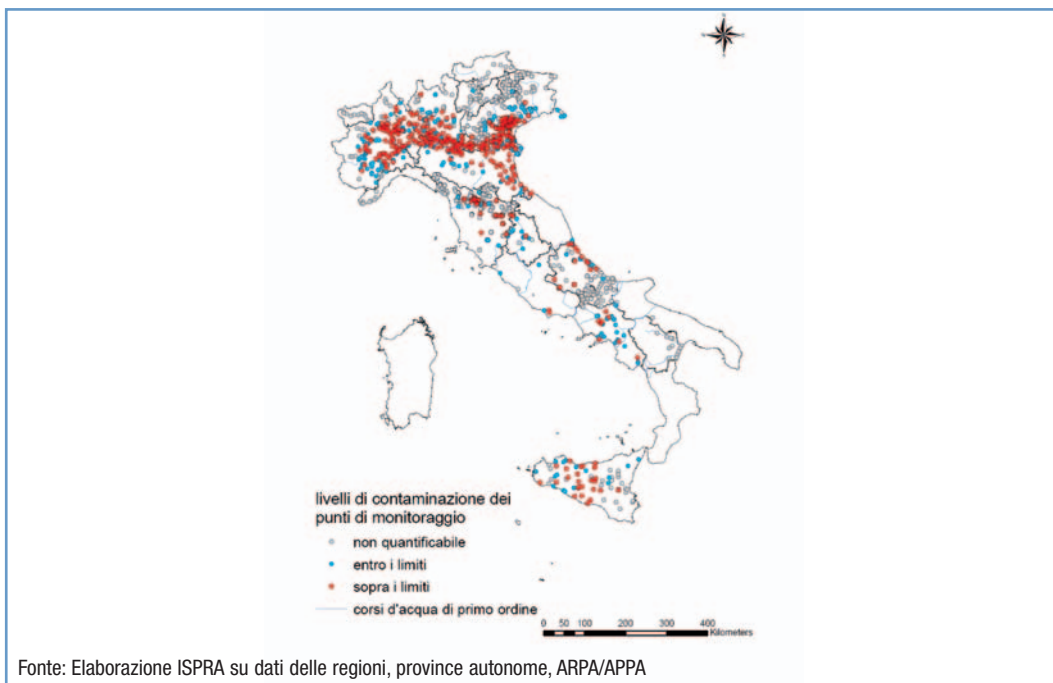 livelli di contaminazione dei
punti di monitoraggio
non quantificabile
entro i limiti
sopra i limiti
corsi d'acqua di primo ordine
0 50 100 200 300 400
Kilometers
Fonte: Elaborazione ISPRA su dati delle regioni, province autonome, ARPA/APPA